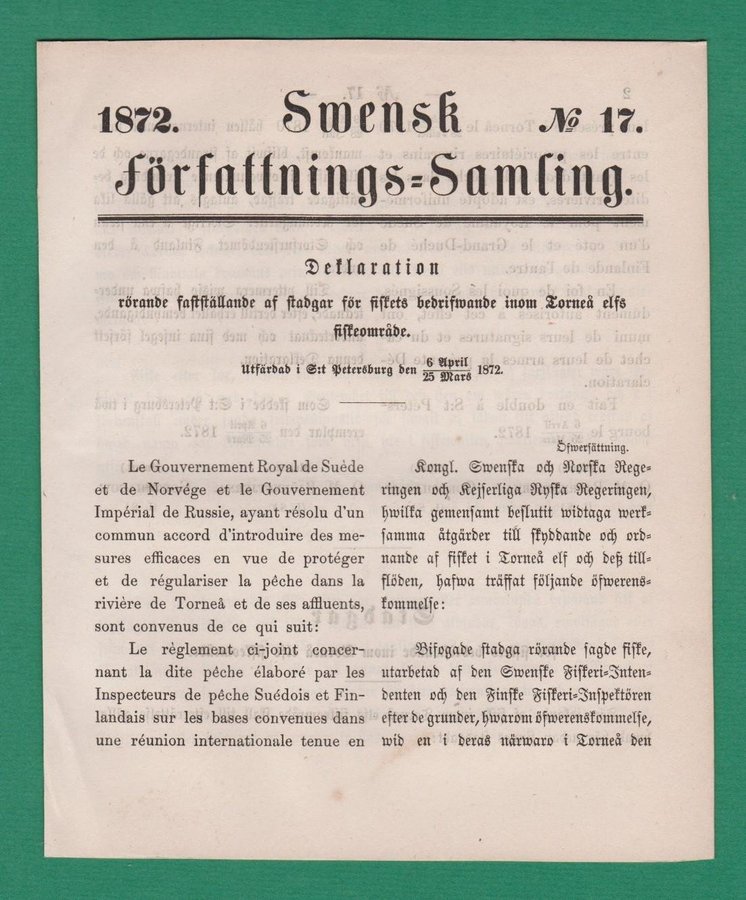 1872. Swensk № 17.
Författnings=Samling.
Deklaration
rörande fastställande af stadgar för fiskets bedrifwande inom Torneå elfs
fiskeområde.
Utfärdad i S:t Petersburg den 6 April / 25 Mars 1872.
Le Gouvernement Royal de Suède
et de Norvége et le Gouvernement
Impérial de Russie, ayant résolu d'un
commun accord d'introduire des me-
sures efficaces en vue de protéger
et de régulariser la pêche dans la
rivière de Torneå et de ses affluents,
sont convenus de ce qui suit:
Le règlement ci-joint concer-
nant la dite pêche élaboré par les
Inspecteurs de pêche Suédois et Fin-
landais sur les bases convenues dans
une réunion internationale tenue en
Öfwersättning.
Kongl. Swenska och Norska Rege-
ringen och Kejserliga Ryska Regeringen,
hwilka gemensamt beslutit widtaga werk-
samma åtgärder till skyddande och ord-
nande af fisket i Torneå elf och deß till-
flöden, hafwa träffat följande öfwerens-
kommelse:
Bifogade stadga rörande sagde fiske,
utarbetad af den Swenske Fiskeri-Inten-
denten och den Finske Fiskeri-Inspektören
efter de grunder, hwarom öfwerenskommelse,
wid en i deras närwaro i Torneå den